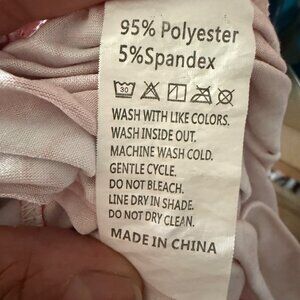 95% Polyester
5%Spandex
30
WASH WITH LIKE COLORS.
WASH INSIDE OUT.
MACHINE WASH COLD.
GENTLE CYCLE.
DO NOT BLEACH.
LINE DRY IN SHADE.
DO NOT DRY CLEAN.
MADE IN CHINA